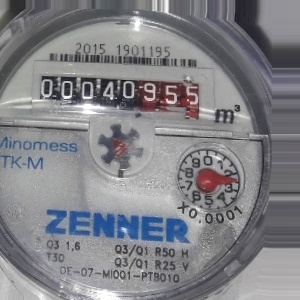 2015 1901195
00040955
m³
Minomess
TK-M
X0,0001
ZENNER
Q3 1,6 Q3/Q1 R50 H
T30 Q3/Q1 R25 V
DE-07-MI001-PTB010